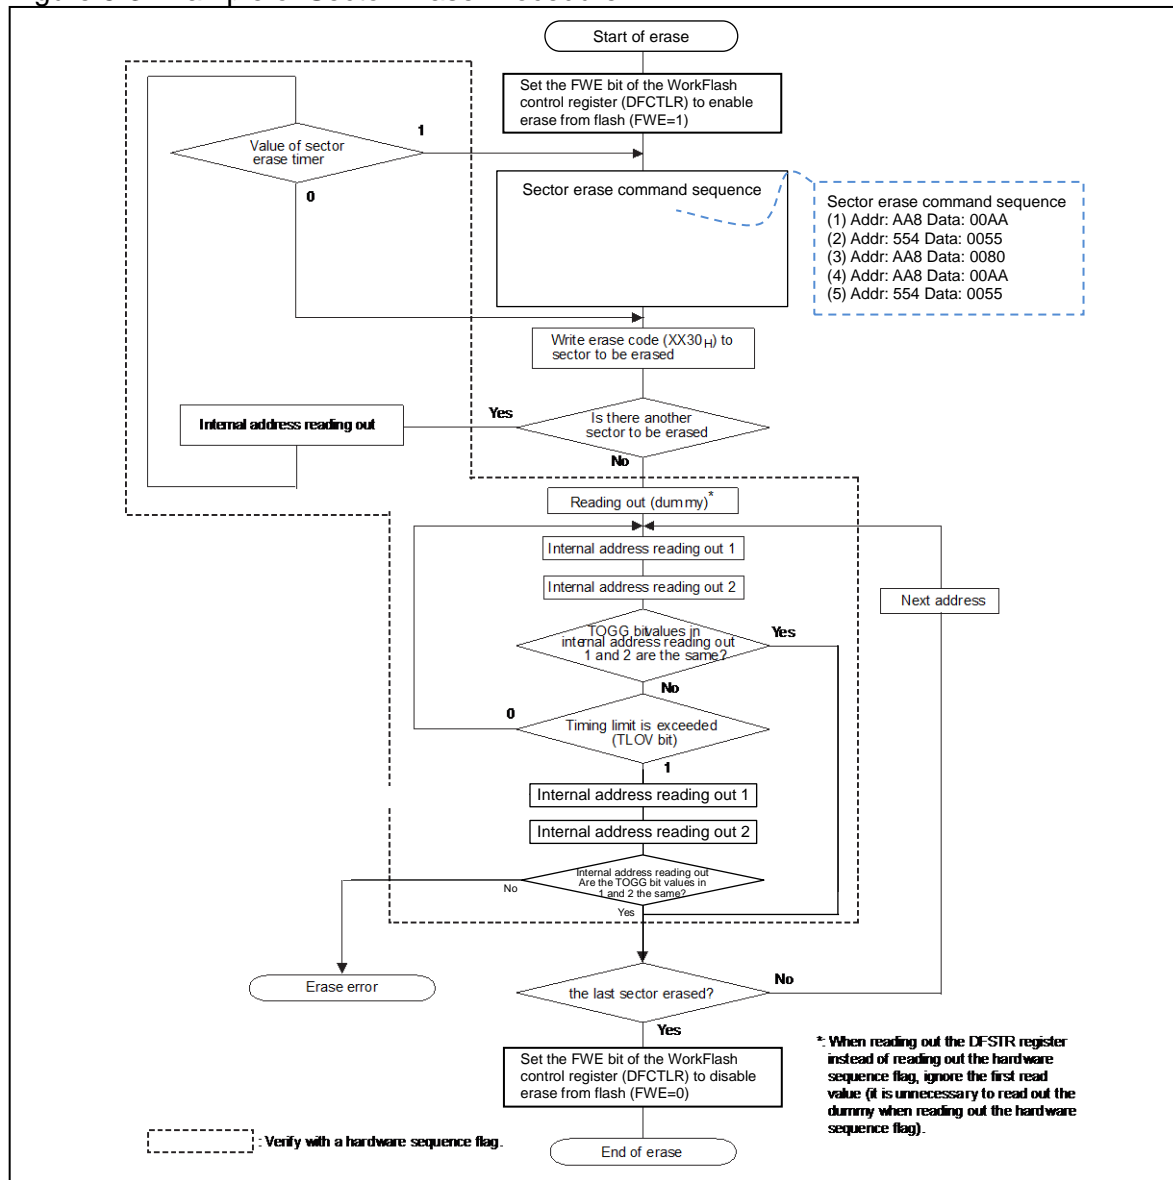 Start of erase
Set the FWE bit of the WorkFlash
control register (DFCTLR) to enable
erase from flash (FWE=1)
1
Value of sector
erase timer
0
Sector erase command sequence
Sector erase command sequence
(1) Addr: AA8 Data: 00AA
(2) Addr: 554 Data: 0055
(3) Addr: AA8 Data: 0080
(4) Addr: AA8 Data: 00AA
(5) Addr: 554 Data: 0055
Write erase code (XX30H) to
sector to be erased
Yes
Is there another
sector to be erased
Internal address reading out
No
Reading out (dummy)*
Internal address reading out 1
Internal address reading out 2
Next address
TOGG bitvalues in
internal address reading out
1 and 2 are the same?
Yes
No
0
Timing limit is exceeded
(TLOV bit)
1
Internal address reading out 1
Internal address reading out 2
Internal address reading out
Are the TOGG bit values in
1 and 2 the same?
No
Yes
Erase error
the last sector erased?
No
Yes
Set the FWE bit of the WorkFlash
control register (DFCTLR) to disable
erase from flash (FWE=0)
*: When reading out the DFSTR register
instead of reading out the hardware
sequence flag, ignore the first read
value (it is unnecessary to read out the
dummy when reading out the hardware
sequence flag).
: Verify with a hardware sequence flag.
End of erase